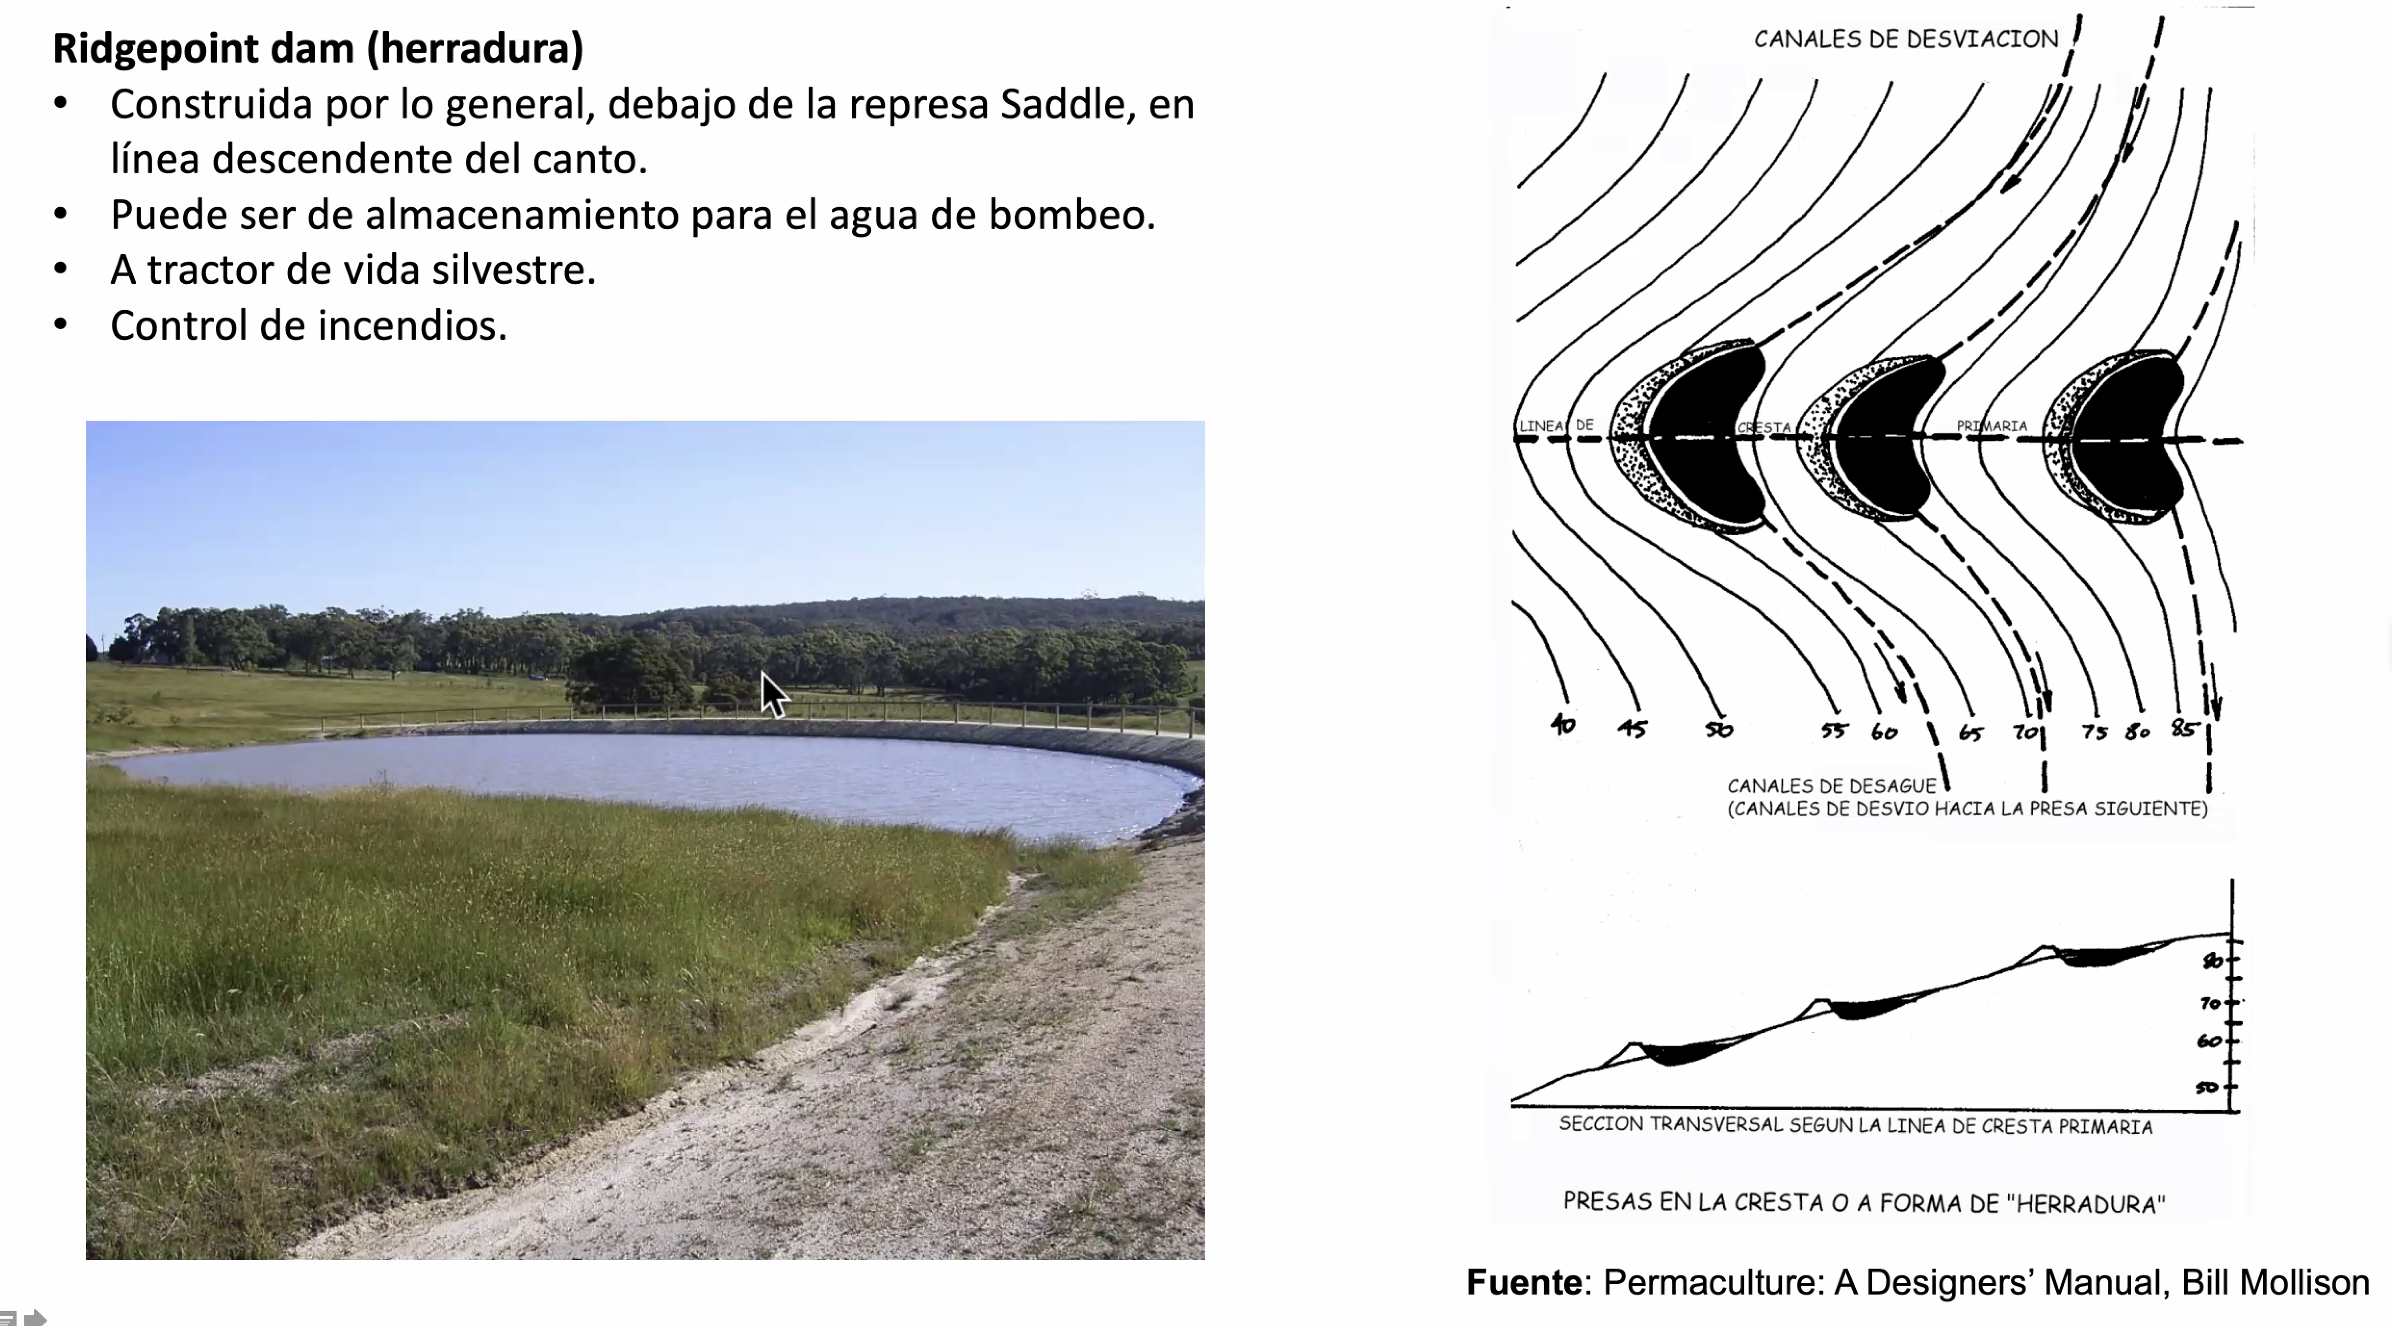 Ridgepoint dam (herradura)
• Construida por lo general, debajo de la represa Saddle, en
línea descendente del canto.
• Puede ser de almacenamiento para el agua de bombeo.
• A tractor de vida silvestre.
• Control de incendios.
CANALES DE DESVIACION
LINEA DE CRESTA PRIMARIA
40 45 50 55 60 65 70 75 80 85
CANALES DE DESAGUE
(CANALES DE DESVIO HACIA LA PRESA SIGUIENTE)
80
70
60
50
SECCION TRANSVERSAL SEGUN LA LINEA DE CRESTA PRIMARIA
PRESAS EN LA CRESTA O A FORMA DE "HERRADURA"
Fuente: Permaculture: A Designers’ Manual, Bill Mollison